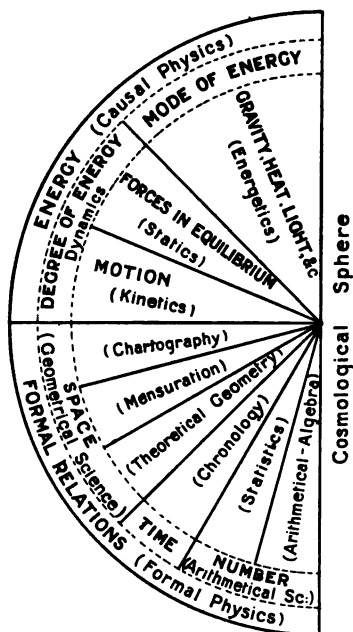 ENERGY (Causal Physics)
MODE OF ENERGY
GRAVITY, HEAT, LIGHT, &c
(Energetics)
DEGREE OF ENERGY
Dynamics
FORCES IN EQUILIBRIUM
(Statics)
MOTION
(Kinetics)
FORMAL RELATIONS (Formal Physics)
SPACE
(Geometrical Science)
(Chartography)
(Mensuration)
(Theoretical Geometry)
TIME
(Chronology)
NUMBER
(Arithmetical Sc:)
(Statistics)
(Arithmetical-Algebra)
Cosmological Sphere